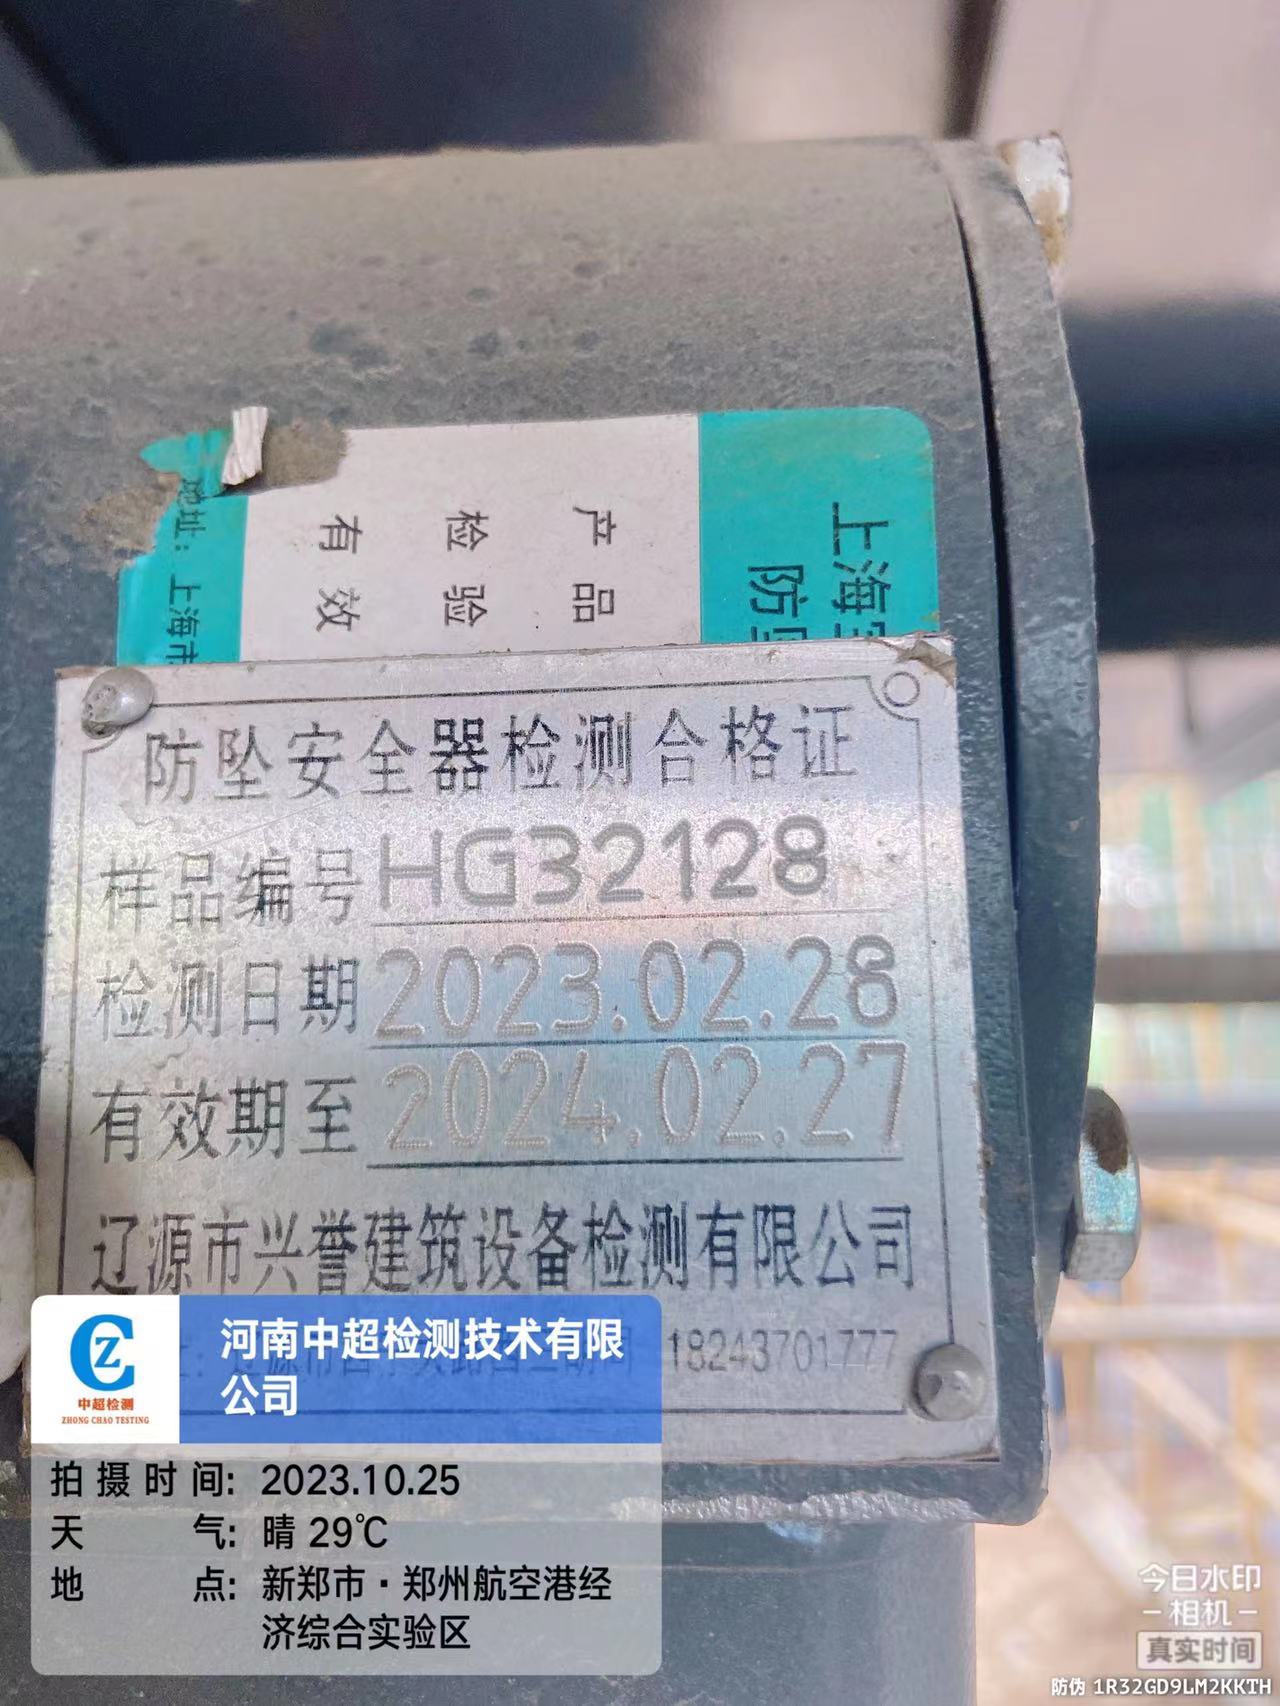 上海
防
产品
检验
有效
地址：上海市
防坠安全器检测合格证
样品编号HG32128
检测日期2023.02.28
有效期至2024.02.27
辽源市兴誉建筑设备检测有限公司
18243701777
CZ
中超检测
ZHONG CHAO TESTING
河南中超检测技术有限
公司
拍摄时间: 2023.10.25
天气: 晴 29℃
地点: 新郑市·郑州航空港经
济综合实验区
今日水印
-相机-
真实时间
防伪 1R32GD9LM2KKTH